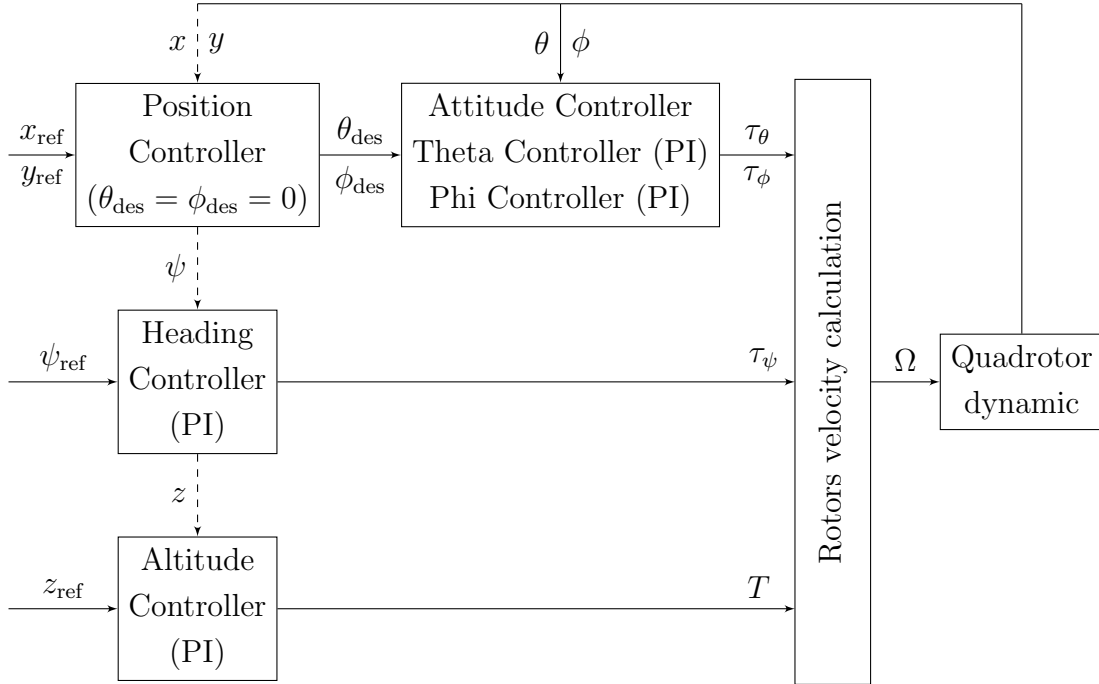 x y
θ ϕ
x_ref
y_ref
Position
Controller
(θ_des = ϕ_des = 0)
θ_des
ϕ_des
Attitude Controller
Theta Controller (PI)
Phi Controller (PI)
τ_θ
τ_ϕ
ψ
ψ_ref
Heading
Controller
(PI)
τ_ψ
Rotors velocity calculation
Ω
Quadrotor
dynamic
z
z_ref
Altitude
Controller
(PI)
T